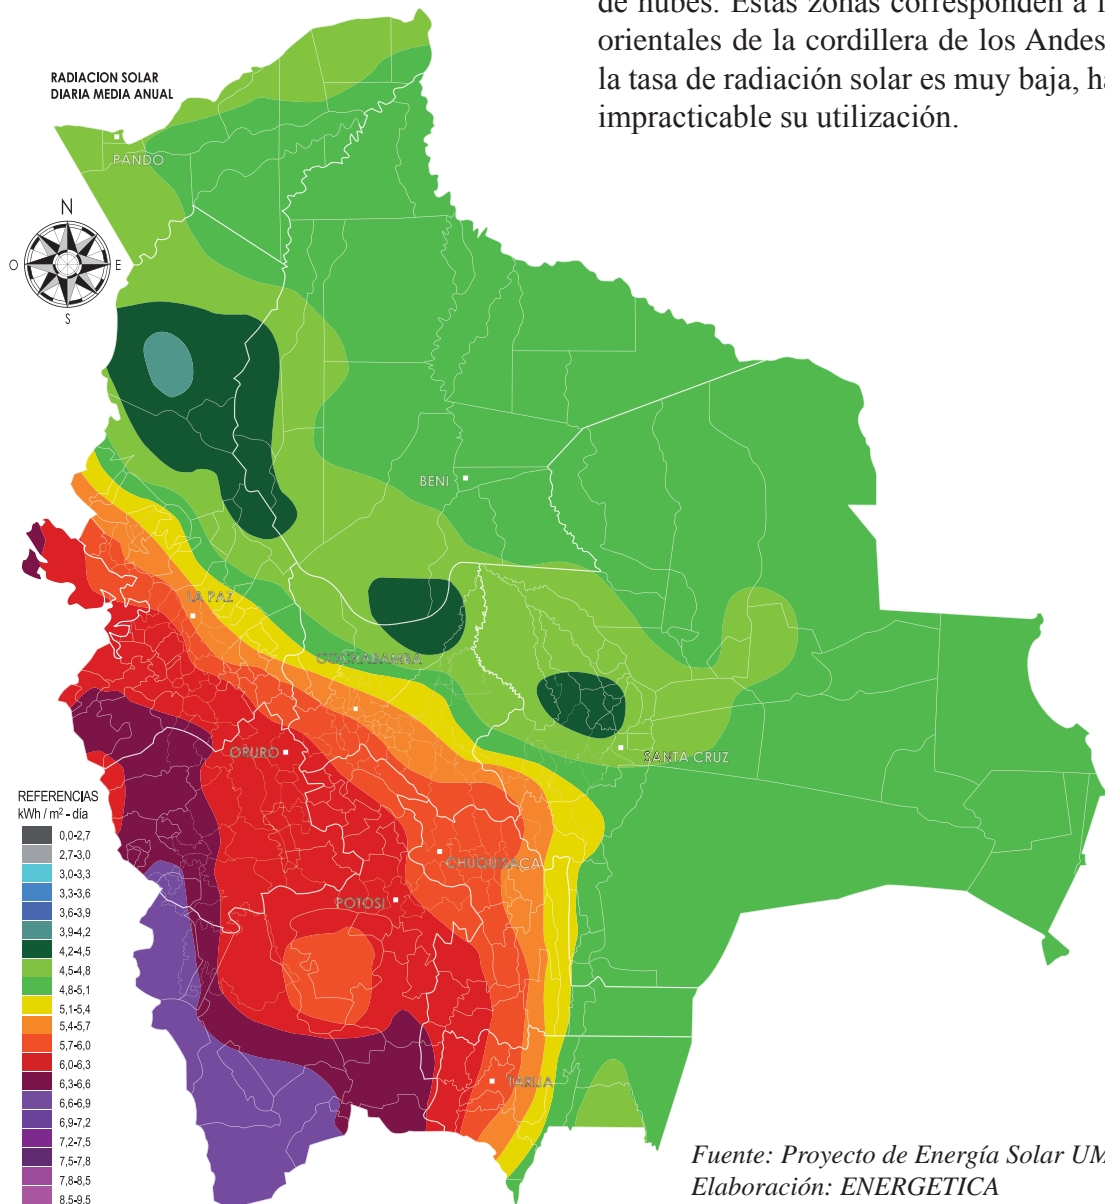 de nubes. Estas zonas corresponden a
orientales de la cordillera de los Andes
la tasa de radiación solar es muy baja,
impracticable su utilización.
RADIACION SOLAR
DIARIA MEDIA ANUAL
PANDO
N
O
E
S
BENI
LA PAZ
COCHABAMBA
ORURO
SANTA CRUZ
CHUQUISACA
POTOSI
TARIJA
REFERENCIAS
kWh / m² - día
0,0-2,7
2,7-3,0
3,0-3,3
3,3-3,6
3,6-3,9
3,9-4,2
4,2-4,5
4,5-4,8
4,8-5,1
5,1-5,4
5,4-5,7
5,7-6,0
6,0-6,3
6,3-6,6
6,6-6,9
6,9-7,2
7,2-7,5
7,5-7,8
7,8-8,5
8,5-9,5
Fuente: Proyecto de Energía Solar UM
Elaboración: ENERGETICA